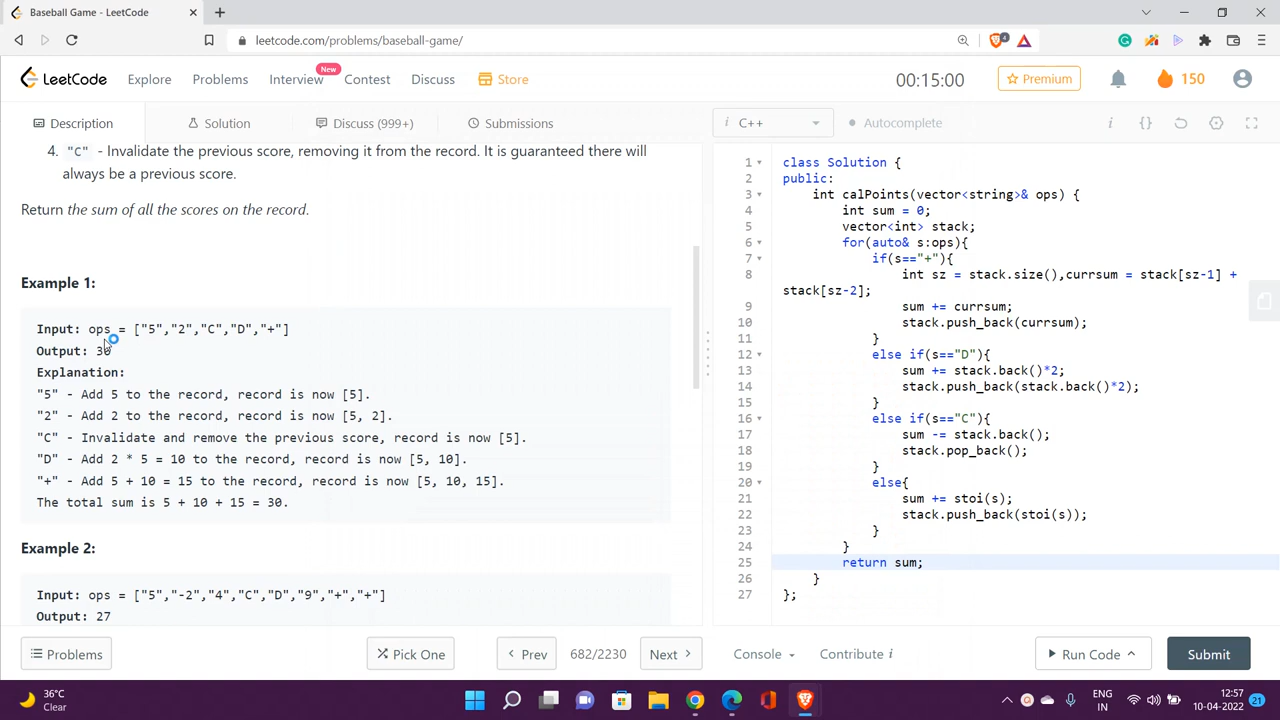 Baseball Game - LeetCode
leetcode.com/problems/baseball-game/
4
LeetCode Explore Problems Interview New Contest Discuss Store 00:15:00 Premium 150
Description Solution Discuss (999+) Submissions
i C++ Autocomplete
4. "C" - Invalidate the previous score, removing it from the record. It is guaranteed there will
always be a previous score.
Return the sum of all the scores on the record.
Example 1:
Input: ops = ["5","2","C","D","+"]
Output: 30
Explanation:
"5" - Add 5 to the record, record is now [5].
"2" - Add 2 to the record, record is now [5, 2].
"C" - Invalidate and remove the previous score, record is now [5].
"D" - Add 2 * 5 = 10 to the record, record is now [5, 10].
"+" - Add 5 + 10 = 15 to the record, record is now [5, 10, 15].
The total sum is 5 + 10 + 15 = 30.
Example 2:
Input: ops = ["5","-2","4","C","D","9","+","+"]
Output: 27
1 class Solution {
2 public:
3 int calPoints(vector<string>& ops) {
4 int sum = 0;
5 vector<int> stack;
6 for(auto& s:ops){
7 if(s=="+"){
8 int sz = stack.size(),currsum = stack[sz-1] +
stack[sz-2];
9 sum += currsum;
10 stack.push_back(currsum);
11 }
12 else if(s=="D"){
13 sum += stack.back()*2;
14 stack.push_back(stack.back()*2);
15 }
16 else if(s=="C"){
17 sum -= stack.back();
18 stack.pop_back();
19 }
20 else{
21 sum += stoi(s);
22 stack.push_back(stoi(s));
23 }
24 }
25 return sum;
26 }
27 };
Problems Pick One Prev 682/2230 Next Console Contribute i Run Code Submit
36°C
Clear
ENG
IN
12:57
10-04-2022
21